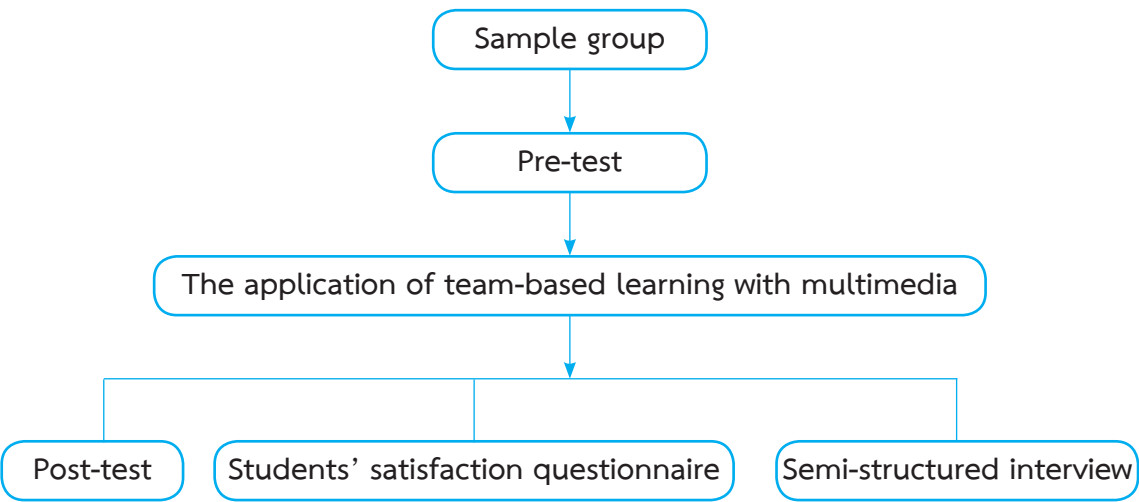 Sample group
Pre-test
The application of team-based learning with multimedia
Post-test
Students’ satisfaction questionnaire
Semi-structured interview